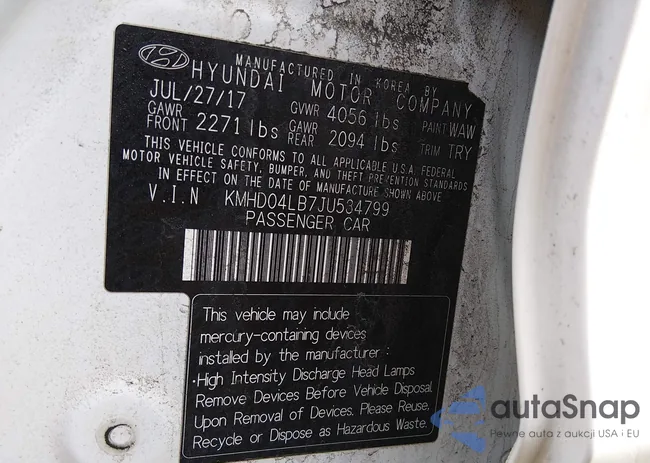 MANUFACTURED IN KOREA BY
HYUNDAI MOTOR COMPANY
JUL/27/17 GVWR 4056 lbs PAINT WAW
GAWR FRONT 2271 lbs GAWR REAR 2094 lbs TRIM TRY
THIS VEHICLE CONFORMS TO ALL APPLICABLE U.S.A. FEDERAL
MOTOR VEHICLE SAFETY, BUMPER, AND THEFT PREVENTION STANDARDS
IN EFFECT ON THE DATE OF MANUFACTURE SHOWN ABOVE
V.I.N KMHD04LB7JU534799
PASSENGER CAR
This vehicle may include
mercury-containing devices
installed by the manufacturer :
•High Intensity Discharge Head Lamps
Remove Devices Before Vehicle Disposal
Upon Removal of Devices. Please Reuse,
Recycle or Dispose as Hazardous Waste.
autaSnap
Pewne auta z aukcji USA i EU